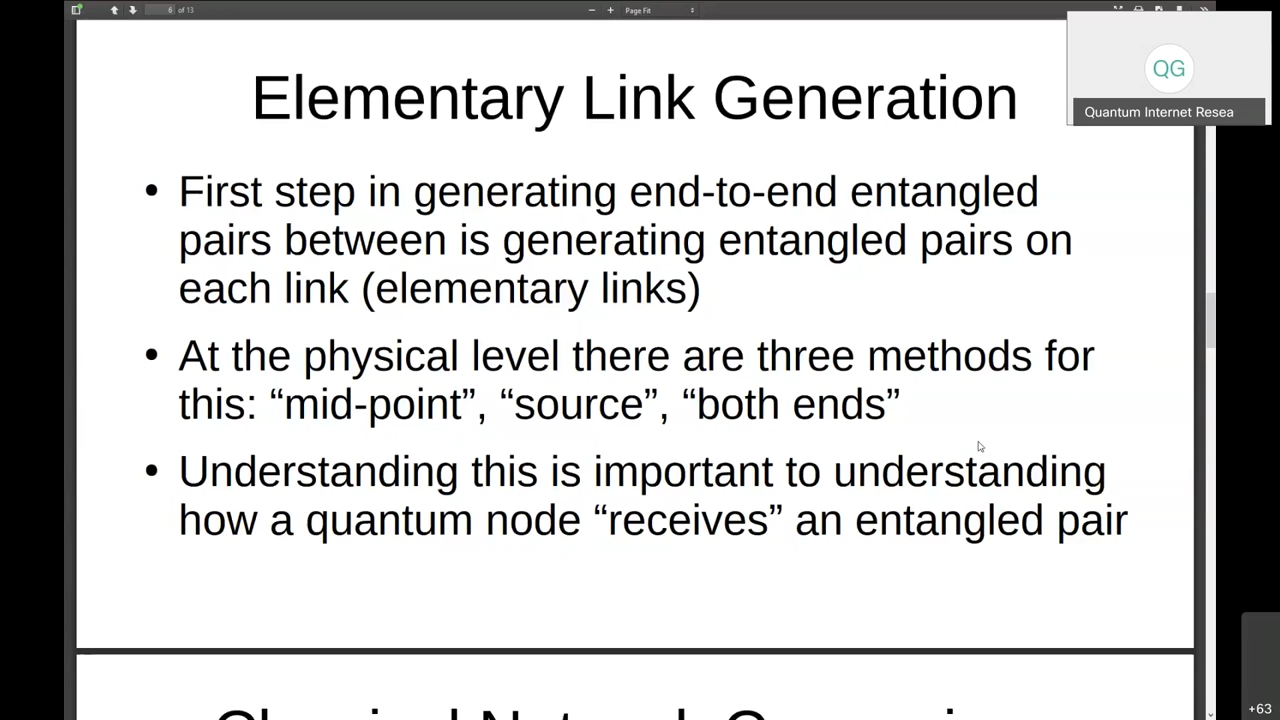 6 of 13
Page Fit
QG
Quantum Internet Resea
Elementary Link Generation
• First step in generating end-to-end entangled
pairs between is generating entangled pairs on
each link (elementary links)
• At the physical level there are three methods for
this: “mid-point”, “source”, “both ends”
• Understanding this is important to understanding
how a quantum node “receives” an entangled pair
+63